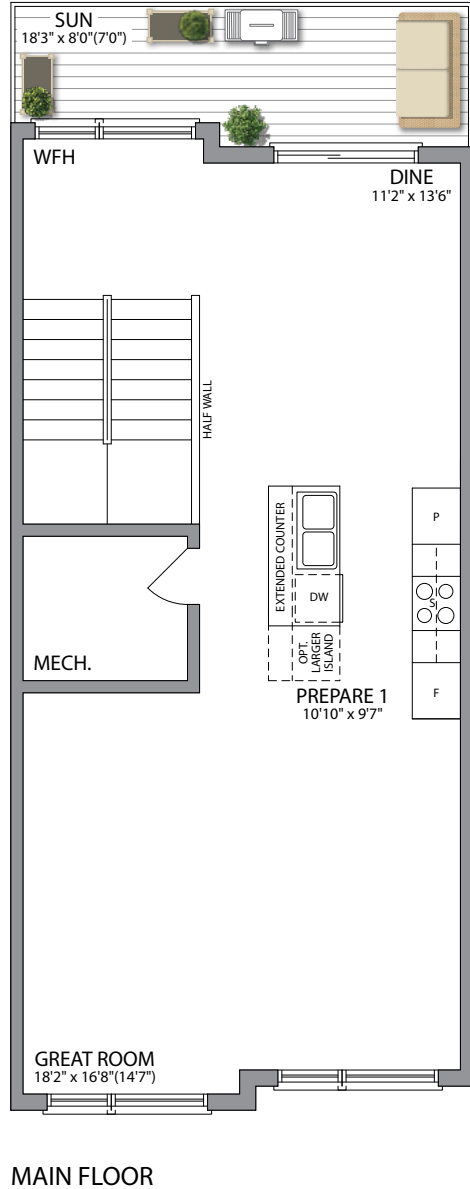 SUN
18'3" x 8'0"(7'0")
WFH
DINE
11'2" x 13'6"
HALF WALL
EXTENDED COUNTER
P
S
DW
OPT.
LARGER
ISLAND
MECH.
F
PREPARE 1
10'10" x 9'7"
GREAT ROOM
18'2" x 16'8"(14'7")
MAIN FLOOR